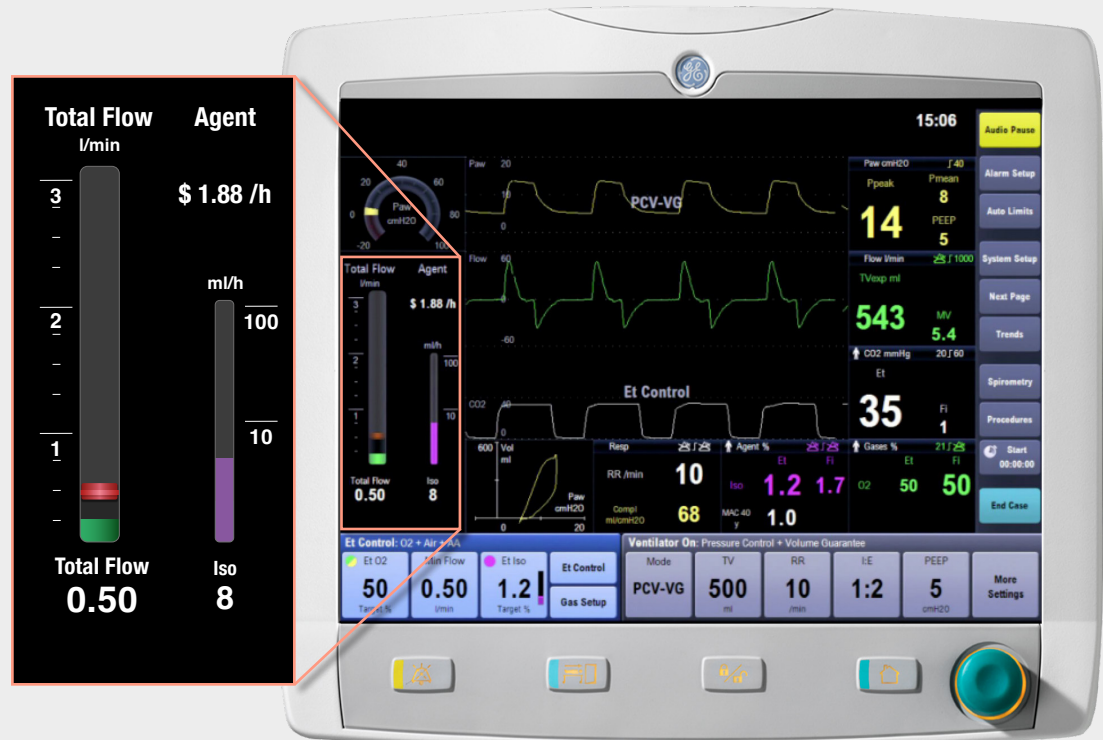 Total Flow
Agent
l/min
$ 1.88 /h
3
2
1
ml/h
100
10
Total Flow
0.50
Iso
8
GE
15:06
Audio Pause
Alarm Setup
Auto Limits
System Setup
Next Page
Trends
Spirometry
Procedures
Start
00:00:00
End Case
40
20
60
0
80
-20
100
Paw
cmH2O
Paw
20
10
0
PCV-VG
Paw cmH2O
40
Ppeak
14
Pmean
8
PEEP
5
Total Flow
Agent
l/min
$ 1.88 /h
3
2
1
ml/h
100
10
Total Flow
0.50
Iso
8
Flow
60
0
-60
Flow l/min
1000
TVexp ml
543
MV
5.4
Et Control
CO2
40
0
CO2 mmHg
20 60
Et
35
Fi
1
600
Vol
ml
Paw
cmH2O
0
20
Resp
RR /min
10
Compl
ml/cmH2O
68
Agent %
Et
Fi
Iso
1.2
1.7
MAC 40
y
1.0
Gases %
21
Et
Fi
O2
50
50
Et Control: O2 + Air + AA
Et O2
50
Target %
Min Flow
0.50
l/min
Et Iso
1.2
Target %
Et Control
Gas Setup
Ventilator On: Pressure Control + Volume Guarantee
Mode
PCV-VG
TV
500
ml
RR
10
/min
I:E
1:2
PEEP
5
cmH2O
More
Settings